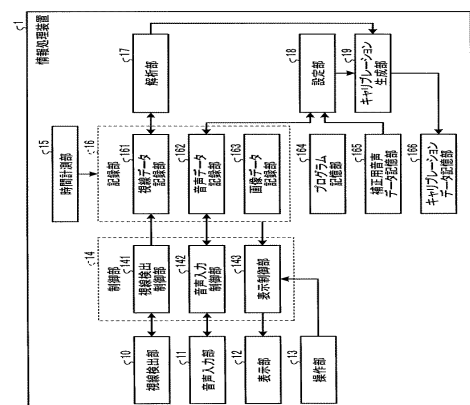 1
情報処理装置
15
時間計測部
16
記録部
161
視線データ
記録部
162
音声データ
記録部
163
画像データ
記録部
17
解析部
18
設定部
19
キャリブレーション
生成部
14
制御部
141
視線検出
制御部
142
音声入力
制御部
143
表示制御部
164
プログラム
記憶部
165
補正用音声
データ記憶部
166
キャリブレーション
データ記憶部
10
視線検出部
11
音声入力部
12
表示部
13
操作部